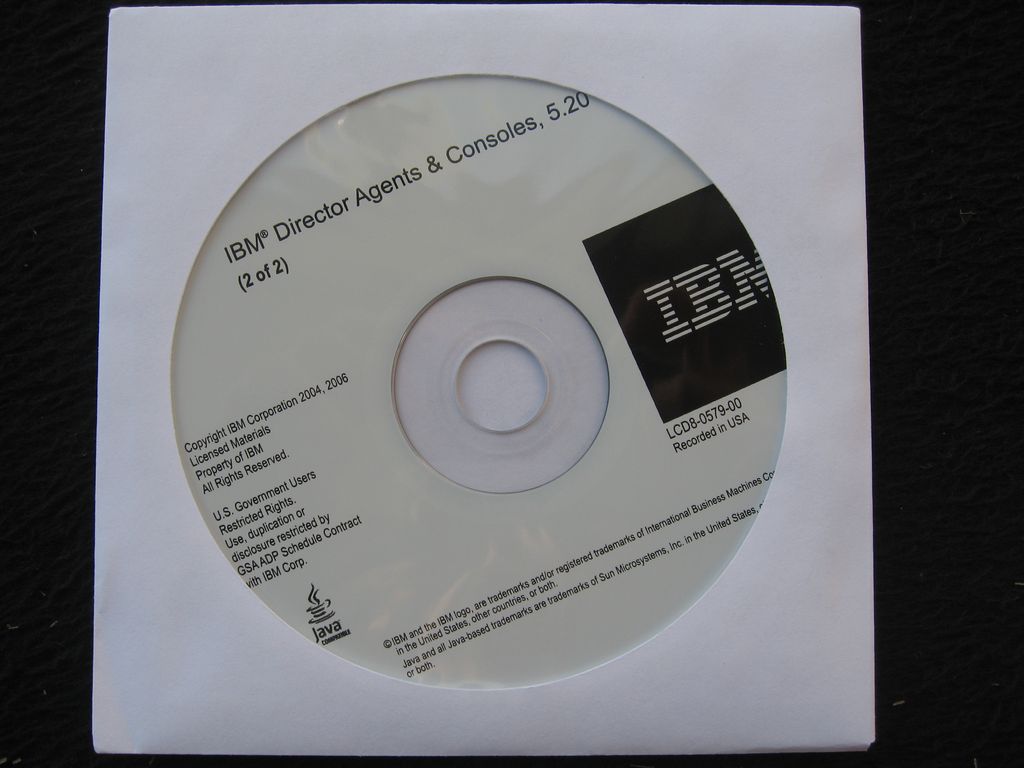 IBM® Director Agents & Consoles, 5.20
(2 of 2)
IBM
LCD8-0579-00
Recorded in USA
Copyright IBM Corporation 2004, 2006
Licensed Materials
Property of IBM
All Rights Reserved.
U.S. Government Users
Restricted Rights.
Use, duplication or
disclosure restricted by
GSA ADP Schedule Contract
with IBM Corp.
Java
COMPATIBLE
©IBM and the IBM logo, are trademarks and/or registered trademarks of International Business Machines Co
in the United States, other countries, or both.
Java and all Java-based trademarks are trademarks of Sun Microsystems, Inc. in the United States,
or both.